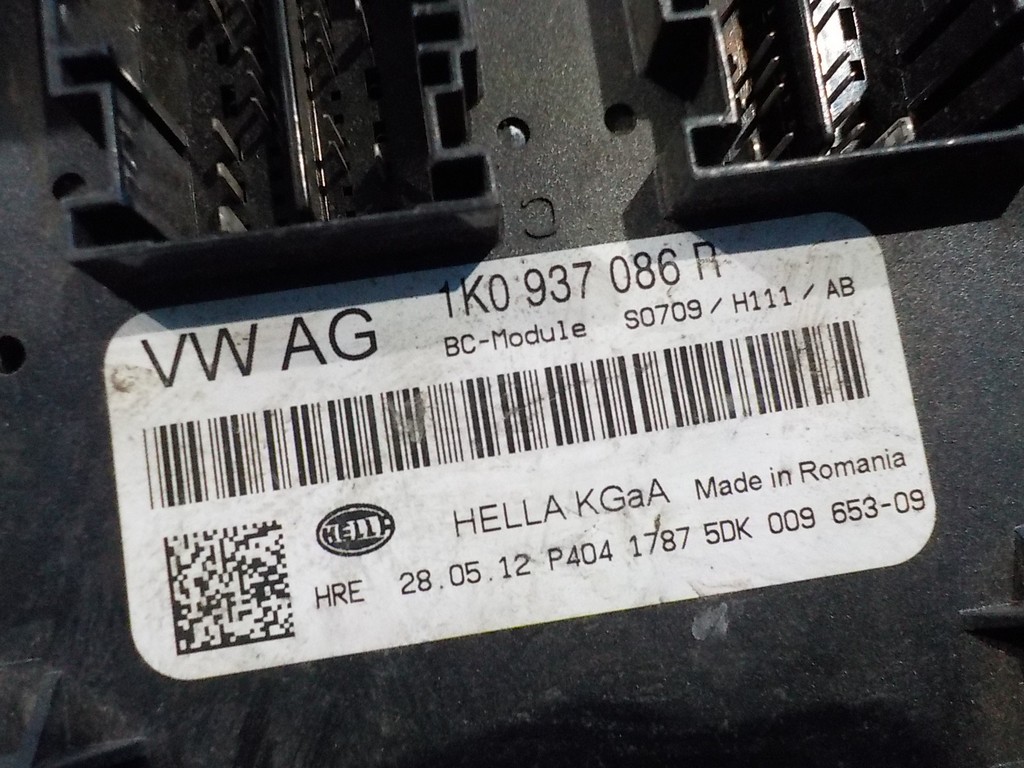 1K0 937 086
VW AG
BC-Module S0709 / H111 / AB
HELLA
HELLA KGaA Made in Romania
HRE 28.05.12 P404 1787 5DK 009 653-09